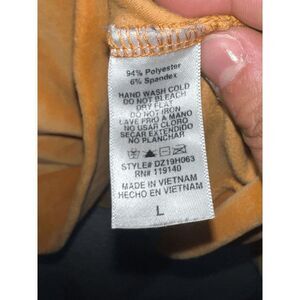 94% Polyester
6% Spandex
HAND WASH COLD
DO NOT BLEACH
DRY FLAT
DO NOT IRON
LAVE FRIO A MANO
NO USAR CLORO
SECAR EXTENDIDO
NO PLANCHAR
STYLE# DZ19H063
RN# 119140
MADE IN VIETNAM
HECHO EN VIETNAM
L